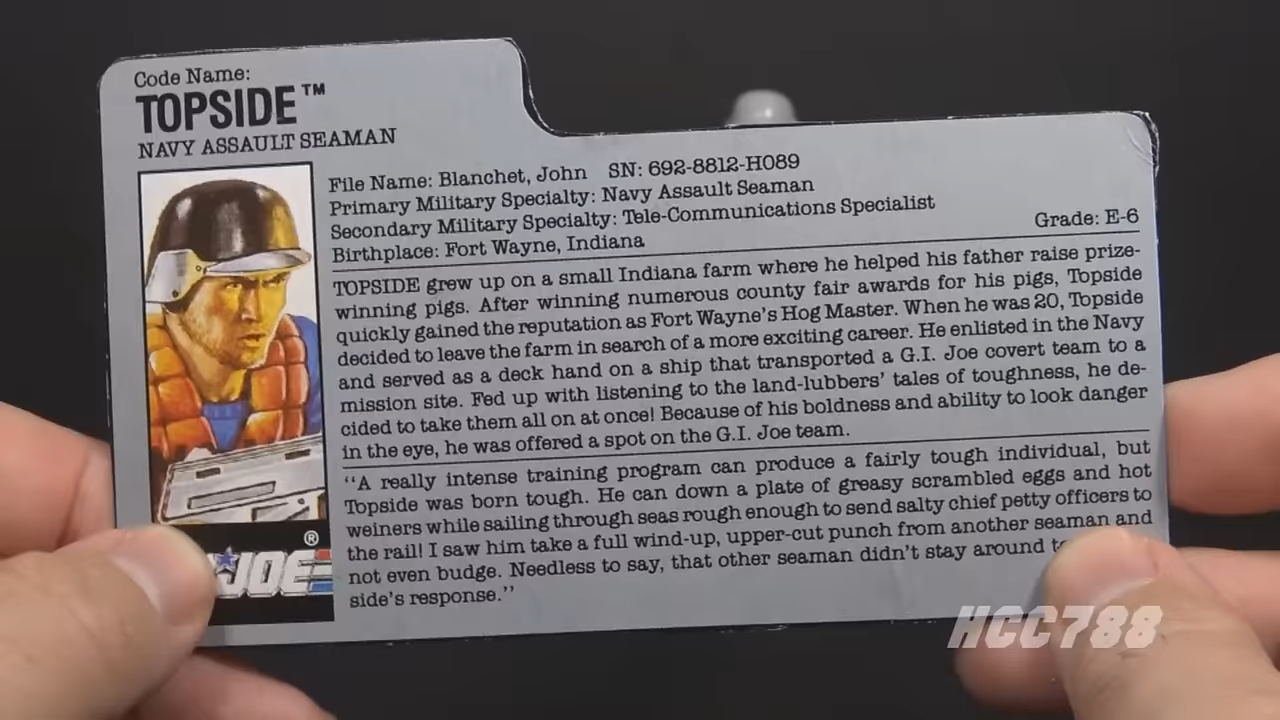 Code Name:
TOPSIDE™
NAVY ASSAULT SEAMAN
File Name: Blanchet, John SN: 692-8812-H089
Primary Military Specialty: Navy Assault Seaman
Secondary Military Specialty: Tele-Communications Specialist
Birthplace: Fort Wayne, Indiana Grade: E-6
TOPSIDE grew up on a small Indiana farm where he helped his father raise prize-
winning pigs. After winning numerous county fair awards for his pigs, Topside
quickly gained the reputation as Fort Wayne's Hog Master. When he was 20, Topside
decided to leave the farm in search of a more exciting career. He enlisted in the Navy
and served as a deck hand on a ship that transported a G.I. Joe covert team to a
mission site. Fed up with listening to the land-lubbers' tales of toughness, he de-
cided to take them all on at once! Because of his boldness and ability to look danger
in the eye, he was offered a spot on the G.I. Joe team.
"A really intense training program can produce a fairly tough individual, but
Topside was born tough. He can down a plate of greasy scrambled eggs and hot
weiners while sailing through seas rough enough to send salty chief petty officers to
the rail! I saw him take a full wind-up, upper-cut punch from another seaman and
not even budge. Needless to say, that other seaman didn't stay around
side's response."
JOE®
HCC788